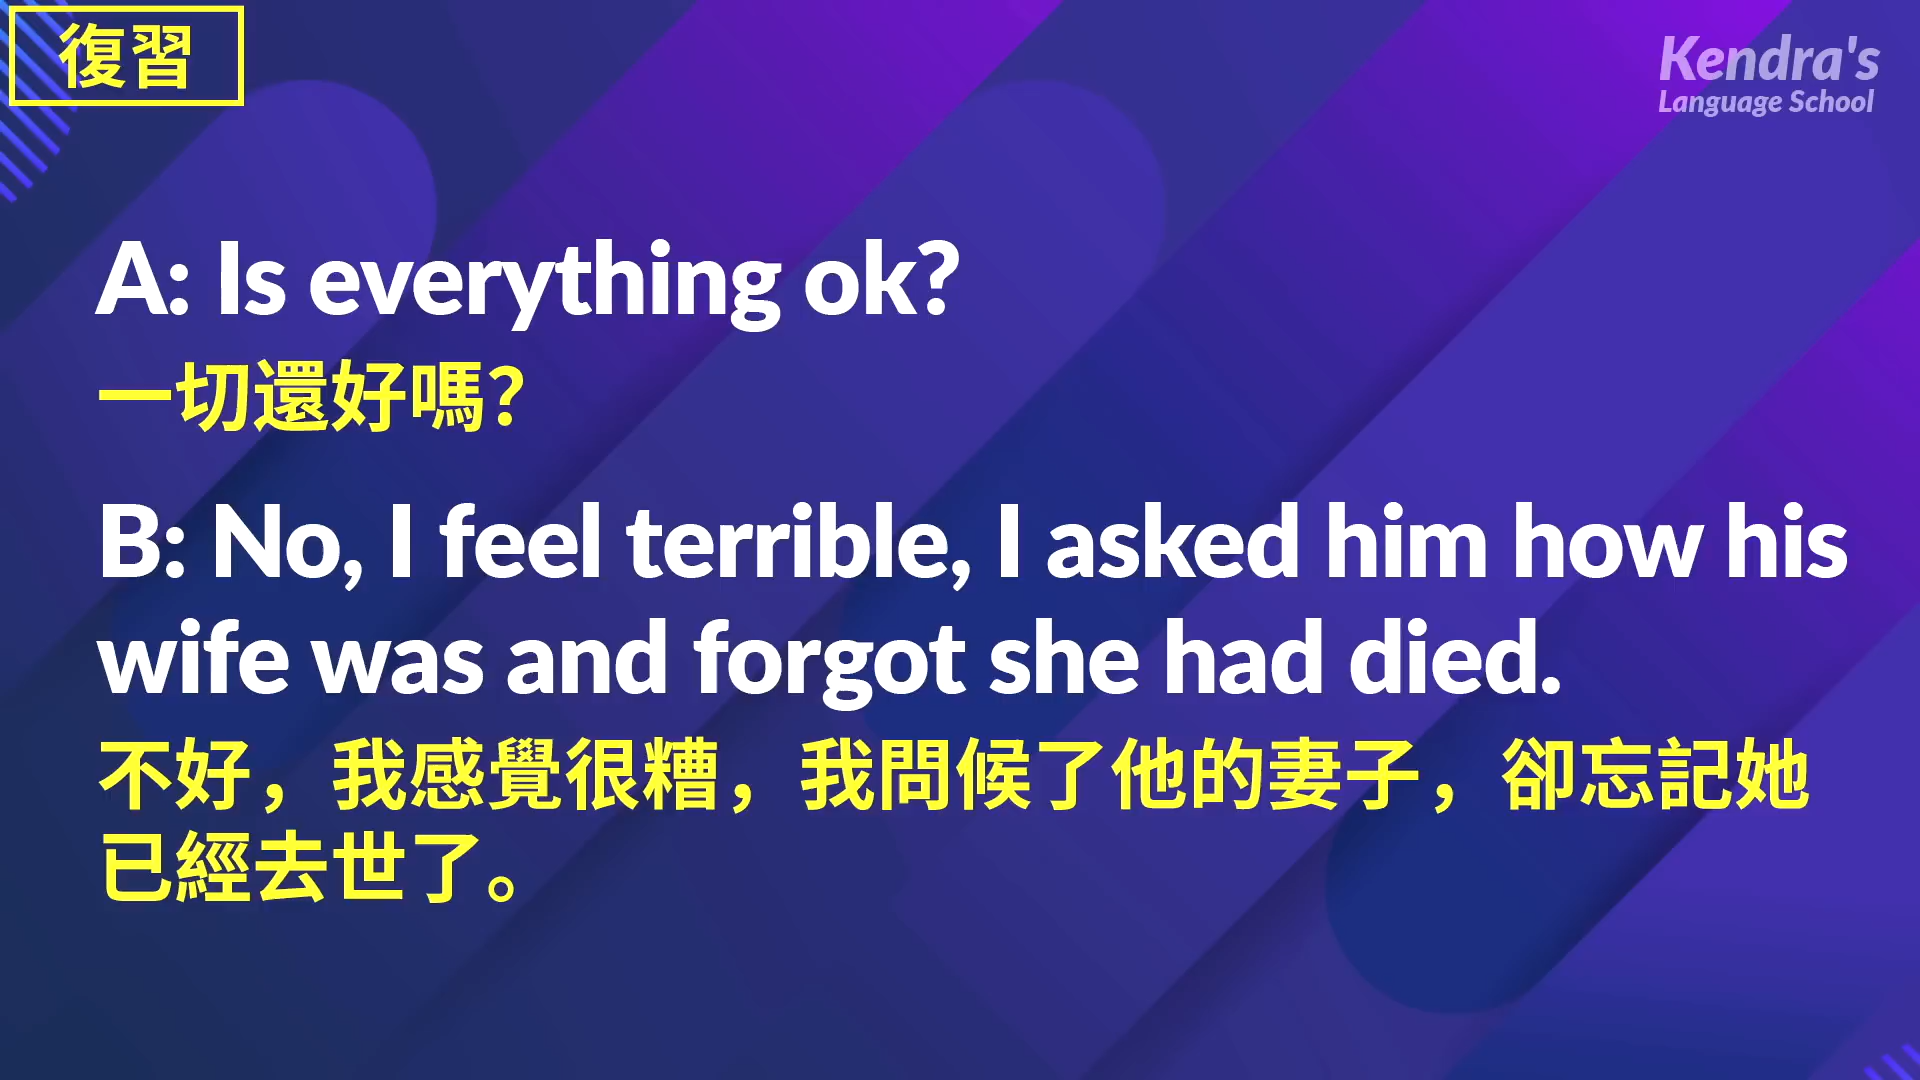 復習
Kendra's
Language School
A: Is everything ok?
一切還好嗎?
B: No, I feel terrible, I asked him how his
wife was and forgot she had died.
不好，我感覺很糟，我問候了他的妻子，卻忘記她
已經去世了。